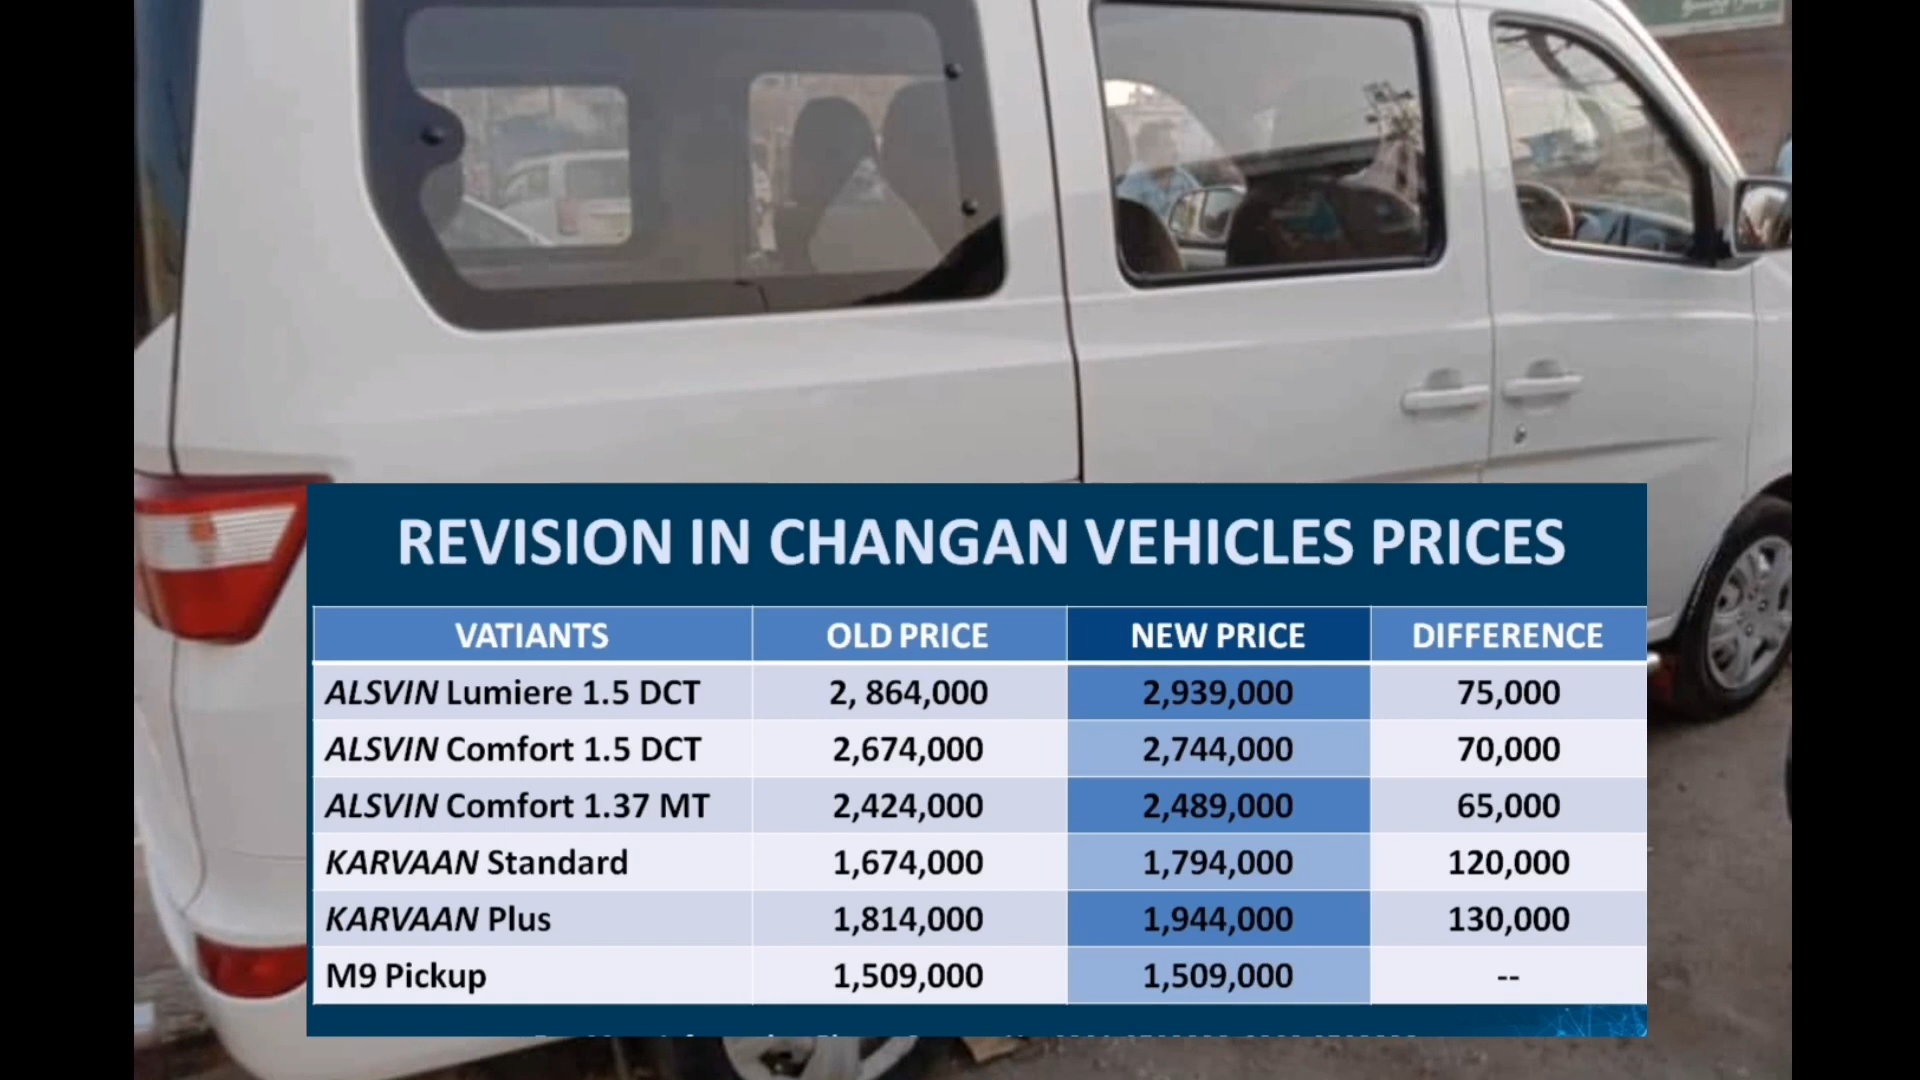 REVISION IN CHANGAN VEHICLES PRICES
VATIANTS OLD PRICE NEW PRICE DIFFERENCE
ALSVIN Lumiere 1.5 DCT 2, 864,000 2,939,000 75,000
ALSVIN Comfort 1.5 DCT 2,674,000 2,744,000 70,000
ALSVIN Comfort 1.37 MT 2,424,000 2,489,000 65,000
KARVAAN Standard 1,674,000 1,794,000 120,000
KARVAAN Plus 1,814,000 1,944,000 130,000
M9 Pickup 1,509,000 1,509,000 --